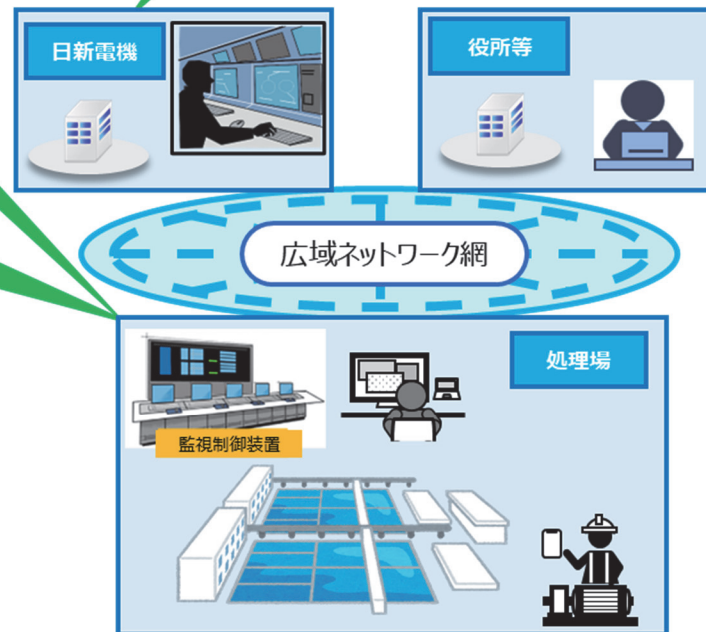 日新電機
役所等
広域ネットワーク網
処理場
監視制御装置